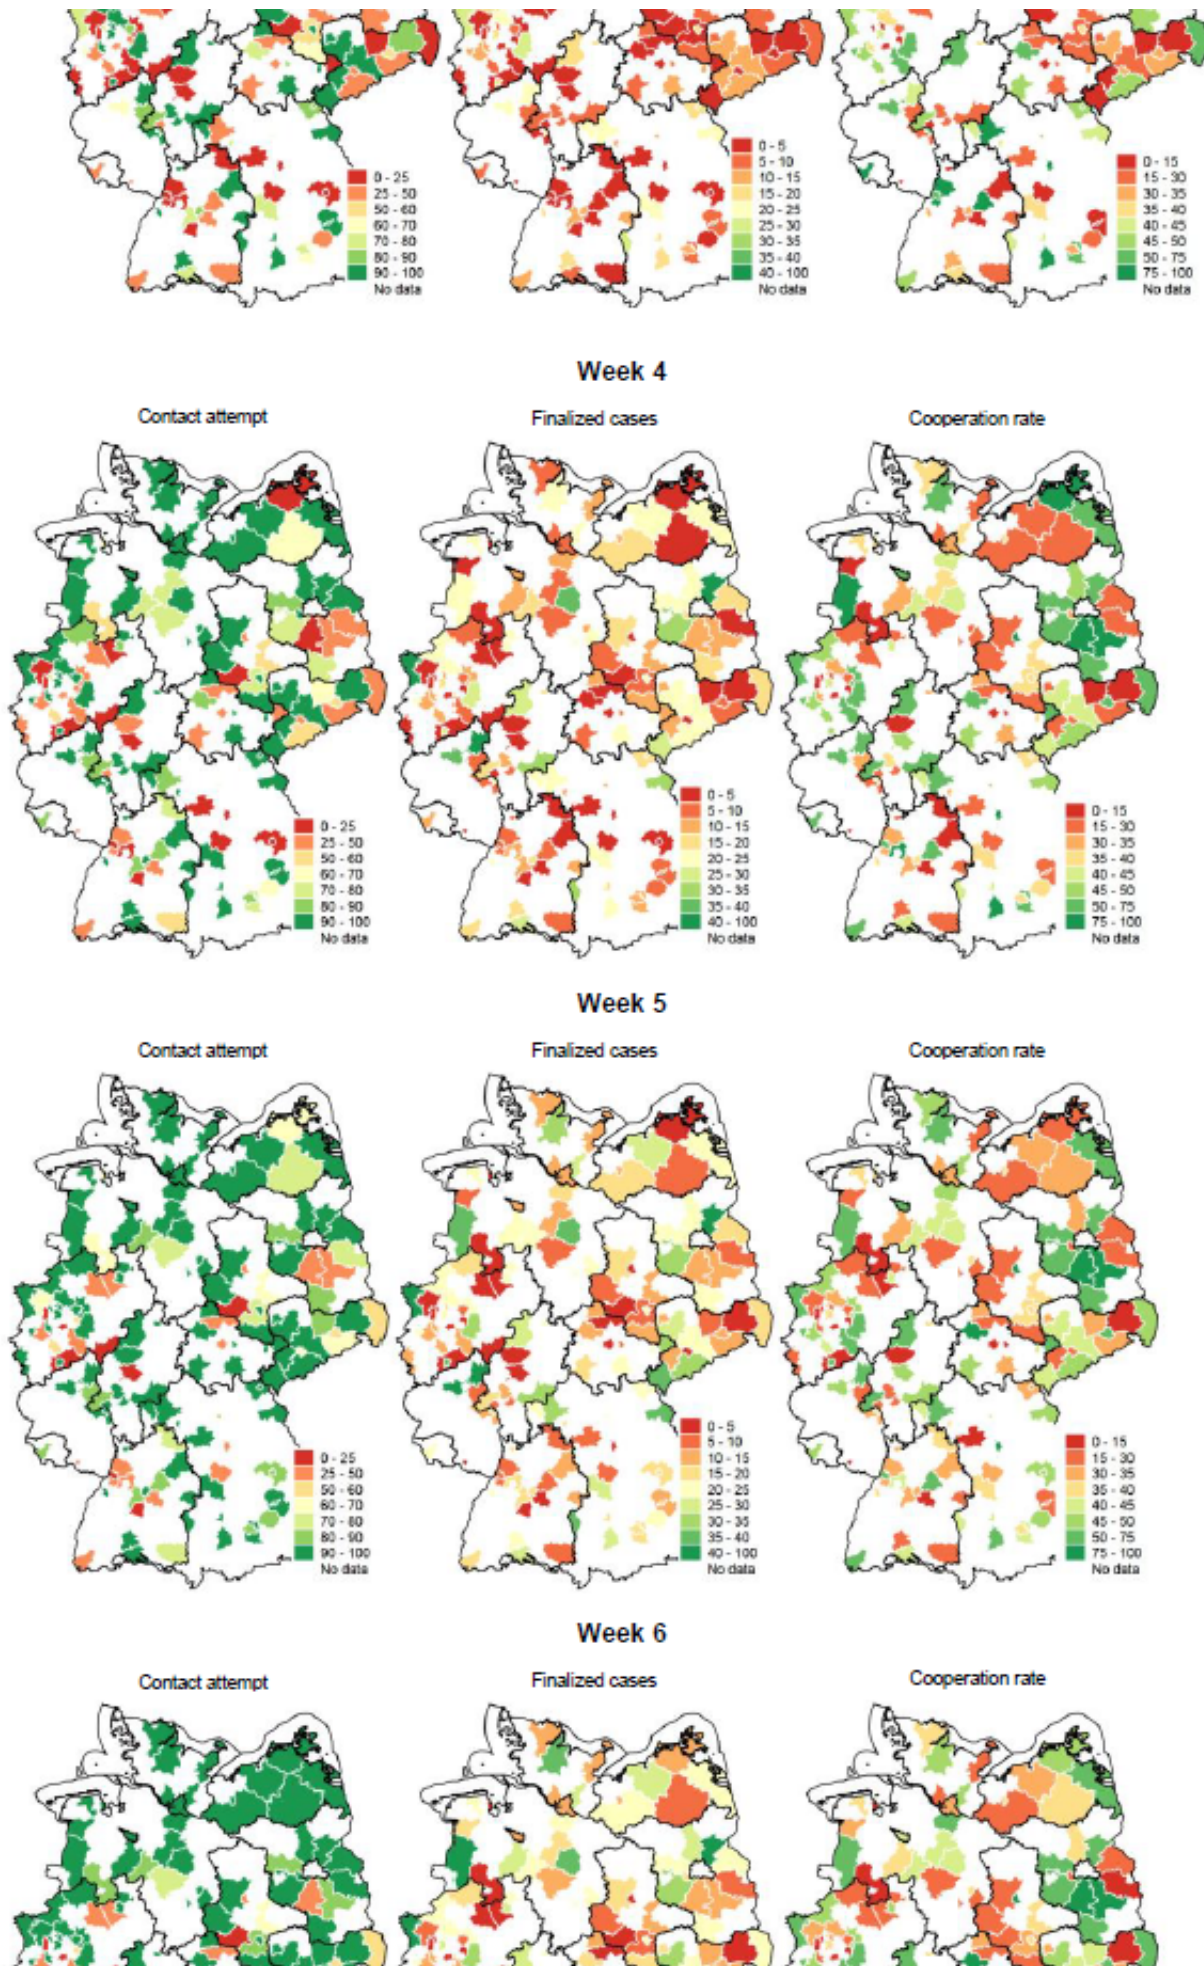 0 - 25
25 - 50
50 - 60
60 - 70
70 - 80
80 - 90
90 - 100
No data
0 - 5
5 - 10
10 - 15
15 - 20
20 - 25
25 - 30
30 - 35
35 - 40
40 - 100
No data
0 - 15
15 - 30
30 - 35
35 - 40
40 - 45
45 - 50
50 - 75
75 - 100
No data
Week 4
Contact attempt
Finalized cases
Cooperation rate
0 - 25
25 - 50
50 - 60
60 - 70
70 - 80
80 - 90
90 - 100
No data
0 - 5
5 - 10
10 - 15
15 - 20
20 - 25
25 - 30
30 - 35
35 - 40
40 - 100
No data
0 - 15
15 - 30
30 - 35
35 - 40
40 - 45
45 - 50
50 - 75
75 - 100
No data
Week 5
Contact attempt
Finalized cases
Cooperation rate
0 - 25
25 - 50
50 - 60
60 - 70
70 - 80
80 - 90
90 - 100
No data
0 - 5
5 - 10
10 - 15
15 - 20
20 - 25
25 - 30
30 - 35
35 - 40
40 - 100
No data
0 - 15
15 - 30
30 - 35
35 - 40
40 - 45
45 - 50
50 - 75
75 - 100
No data
Week 6
Contact attempt
Finalized cases
Cooperation rate